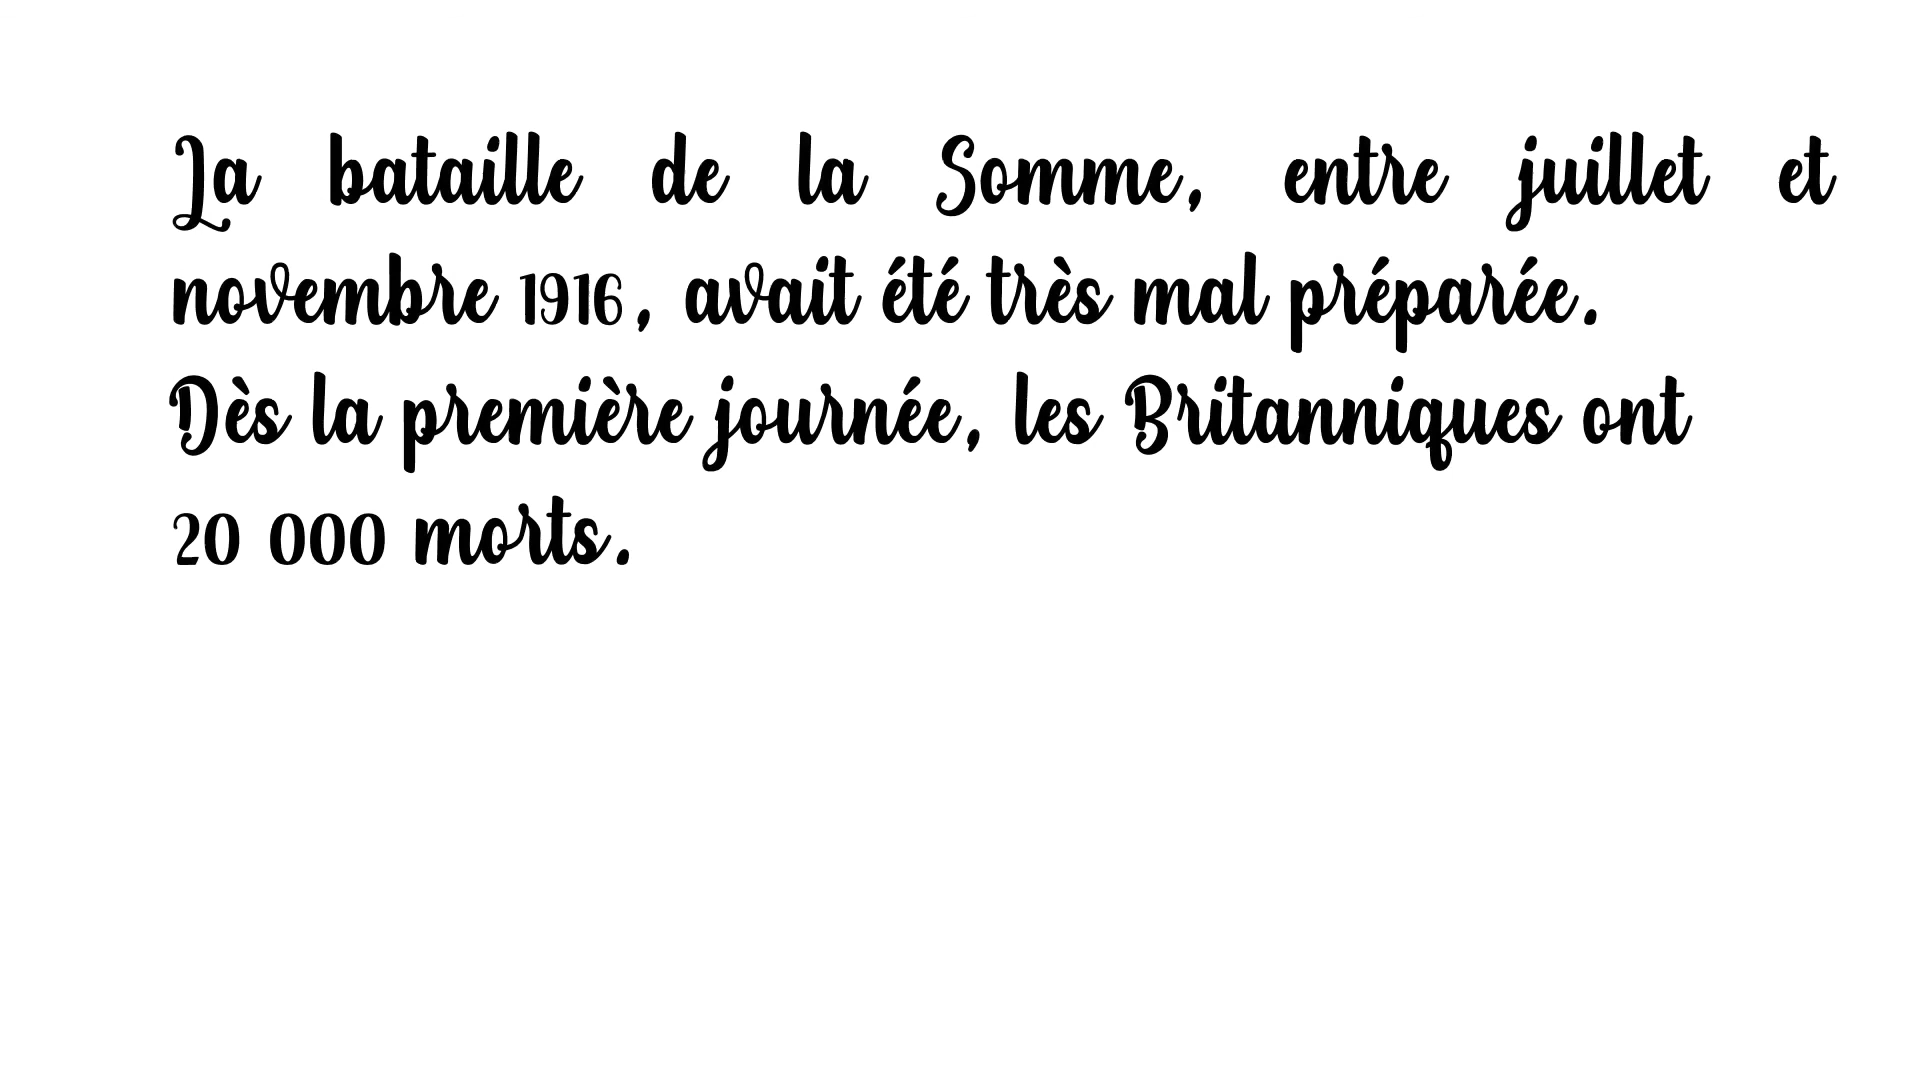 La bataille de la Somme, entre juillet et
novembre 1916, avait été très mal préparée.
Dès la première journée, les Britanniques ont
20 000 morts.